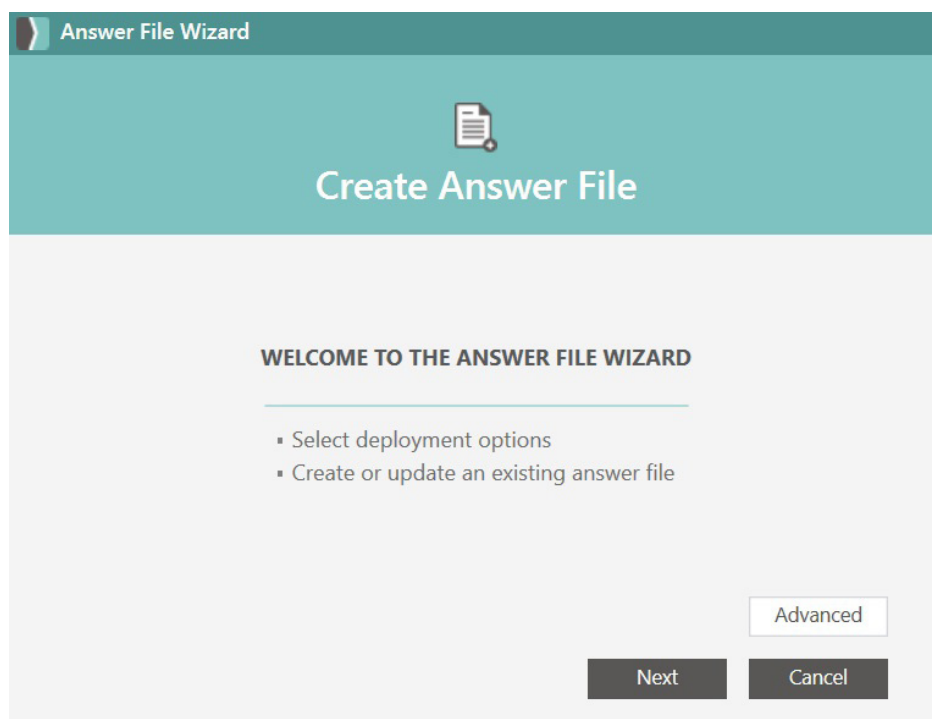 Answer File Wizard
Create Answer File
WELCOME TO THE ANSWER FILE WIZARD
▪ Select deployment options
▪ Create or update an existing answer file
Advanced
Next
Cancel